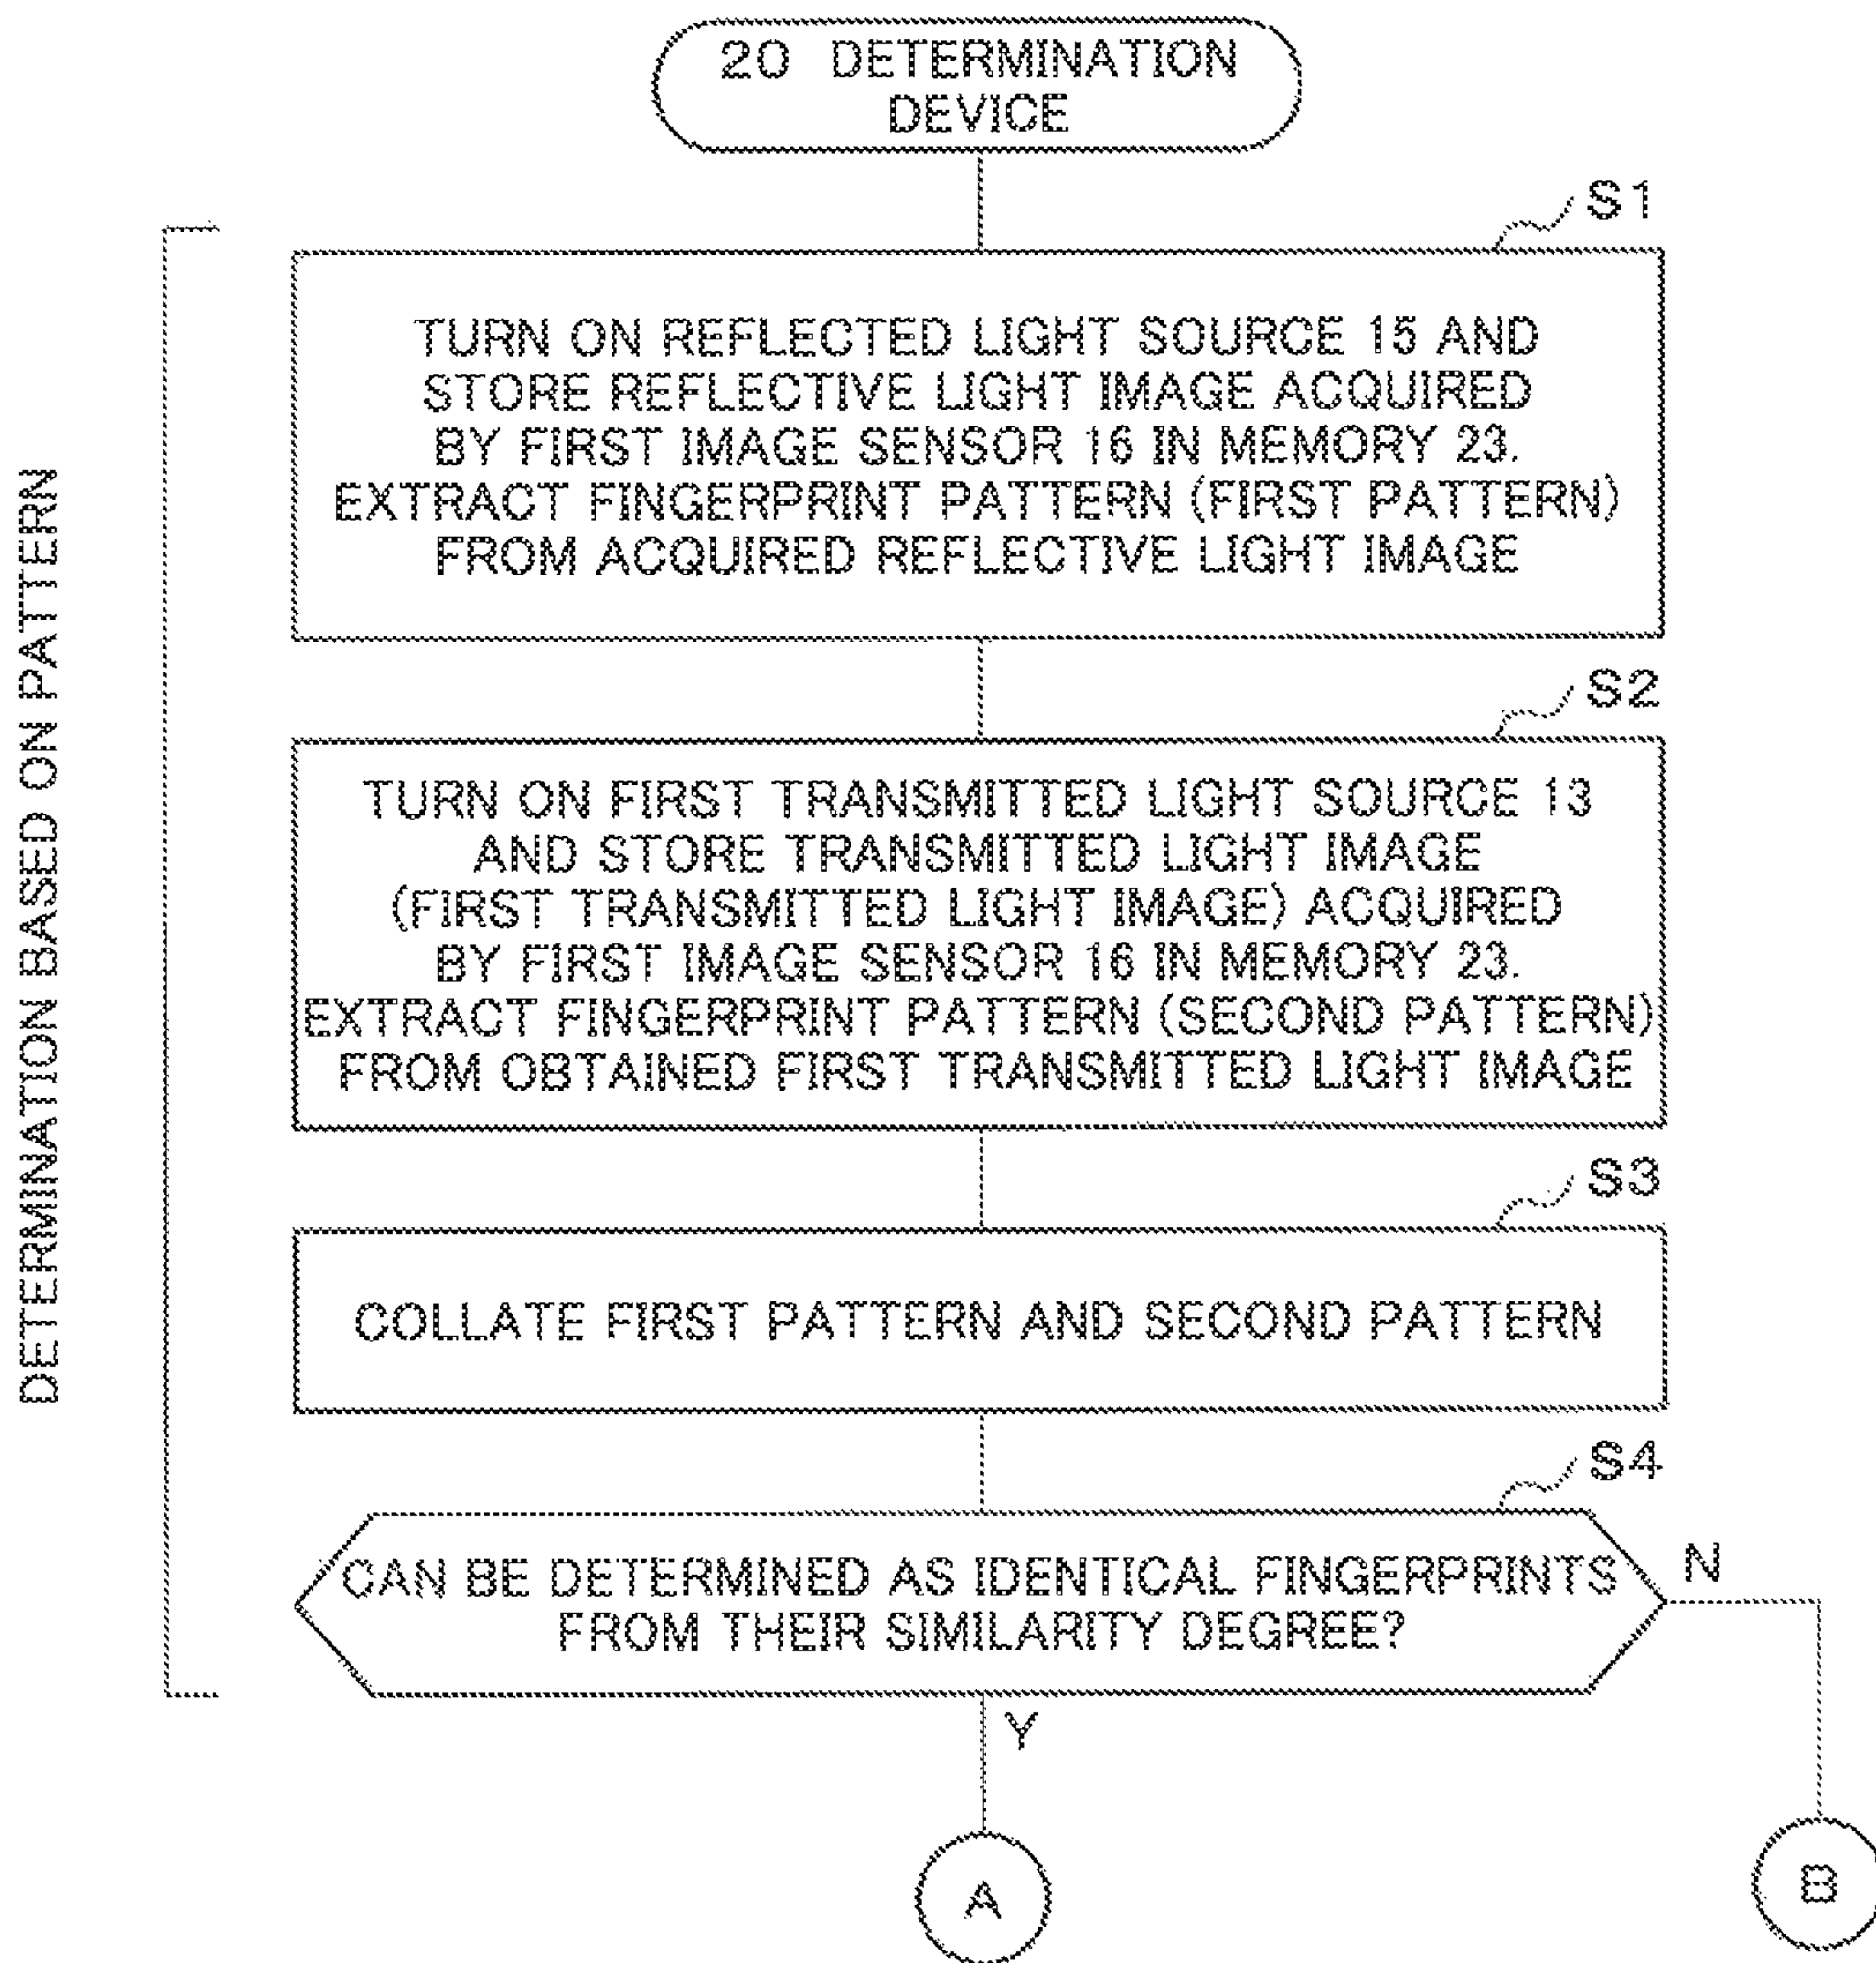 20 DETERMINATION
DEVICE
S1
TURN ON REFLECTED LIGHT SOURCE 15 AND
STORE REFLECTIVE LIGHT IMAGE ACQUIRED
BY FIRST IMAGE SENSOR 16 IN MEMORY 23.
EXTRACT FINGERPRINT PATTERN (FIRST PATTERN)
FROM ACQUIRED REFLECTIVE LIGHT IMAGE
DETERMINATION BASED ON PATTERN
S2
TURN ON FIRST TRANSMITTED LIGHT SOURCE 13
AND STORE TRANSMITTED LIGHT IMAGE
(FIRST TRANSMITTED LIGHT IMAGE) ACQUIRED
BY FIRST IMAGE SENSOR 16 IN MEMORY 23.
EXTRACT FINGERPRINT PATTERN (SECOND PATTERN)
FROM OBTAINED FIRST TRANSMITTED LIGHT IMAGE
S3
COLLATE FIRST PATTERN AND SECOND PATTERN
S4
CAN BE DETERMINED AS IDENTICAL FINGERPRINTS
FROM THEIR SIMILARITY DEGREE?
N
Y
A
B